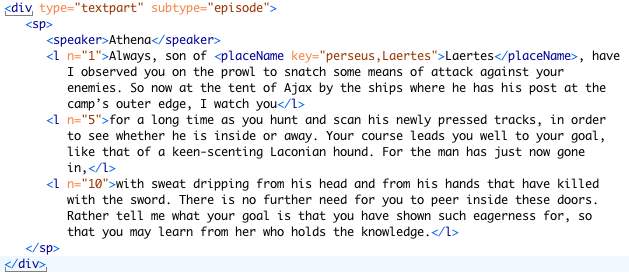 <div type="textpart" subtype="episode">
<sp>
<speaker>Athena</speaker>
<l n="1">Always, son of <placeName key="perseus,Laertes">Laertes</placeName>, have
I observed you on the prowl to snatch some means of attack against your
enemies. So now at the tent of Ajax by the ships where he has his post at the
camp’s outer edge, I watch you</l>
<l n="5">for a long time as you hunt and scan his newly pressed tracks, in order
to see whether he is inside or away. Your course leads you well to your goal,
like that of a keen-scenting Laconian hound. For the man has just now gone
in,</l>
<l n="10">with sweat dripping from his head and from his hands that have killed
with the sword. There is no further need for you to peer inside these doors.
Rather tell me what your goal is that you have shown such eagerness for, so
that you may learn from her who holds the knowledge.</l>
</sp>
</div>